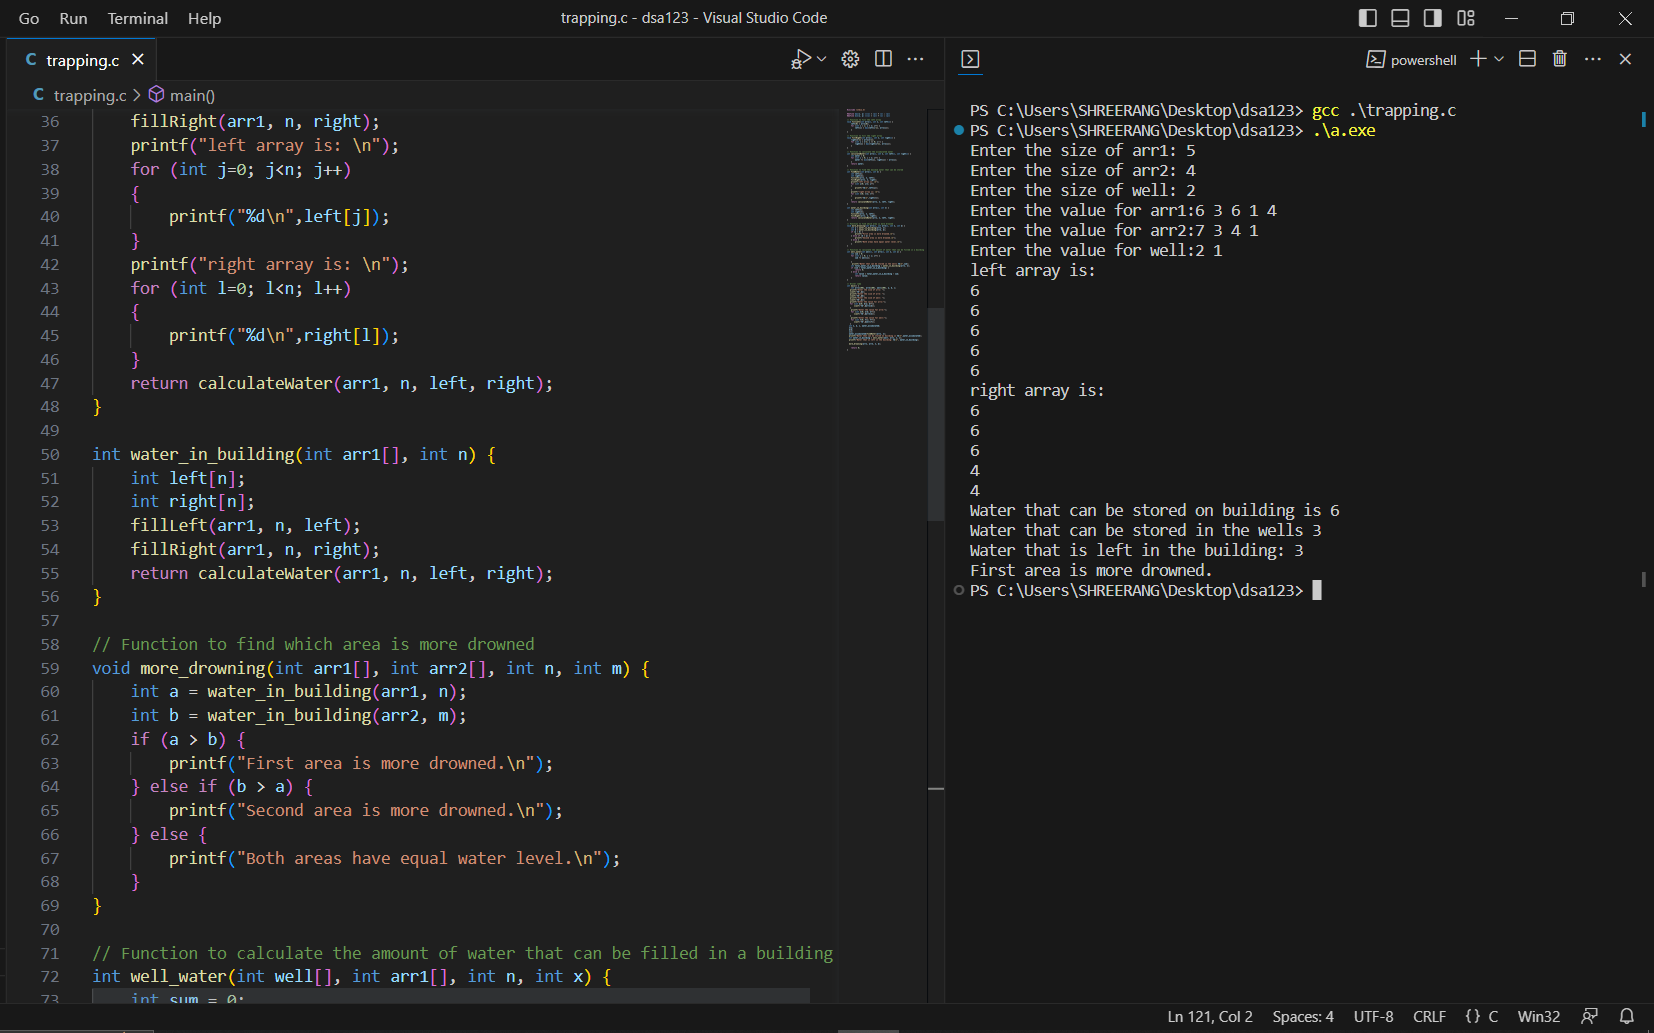 Go Run Terminal Help trapping.c - dsa123 - Visual Studio Code
C trapping.c
powershell
C trapping.c > main()
36 fillRight(arr1, n, right);
37 printf("left array is: \n");
38 for (int j=0; j<n; j++)
39 {
40 printf("%d\n",left[j]);
41 }
42 printf("right array is: \n");
43 for (int l=0; l<n; l++)
44 {
45 printf("%d\n",right[l]);
46 }
47 return calculateWater(arr1, n, left, right);
48 }
49
50 int water_in_building(int arr1[], int n) {
51 int left[n];
52 int right[n];
53 fillLeft(arr1, n, left);
54 fillRight(arr1, n, right);
55 return calculateWater(arr1, n, left, right);
56 }
57
58 // Function to find which area is more drowned
59 void more_drowning(int arr1[], int arr2[], int n, int m) {
60 int a = water_in_building(arr1, n);
61 int b = water_in_building(arr2, m);
62 if (a > b) {
63 printf("First area is more drowned.\n");
64 } else if (b > a) {
65 printf("Second area is more drowned.\n");
66 } else {
67 printf("Both areas have equal water level.\n");
68 }
69 }
70
71 // Function to calculate the amount of water that can be filled in a building
72 int well_water(int well[], int arr1[], int n, int x) {
73 int sum = 0;
PS C:\Users\SHREERANG\Desktop\dsa123> gcc .\trapping.c
PS C:\Users\SHREERANG\Desktop\dsa123> .\a.exe
Enter the size of arr1: 5
Enter the size of arr2: 4
Enter the size of well: 2
Enter the value for arr1:6 3 6 1 4
Enter the value for arr2:7 3 4 1
Enter the value for well:2 1
left array is:
6
6
6
6
6
right array is:
6
6
6
4
4
Water that can be stored on building is 6
Water that can be stored in the wells 3
Water that is left in the building: 3
First area is more drowned.
PS C:\Users\SHREERANG\Desktop\dsa123>
Ln 121, Col 2 Spaces: 4 UTF-8 CRLF {} C Win32